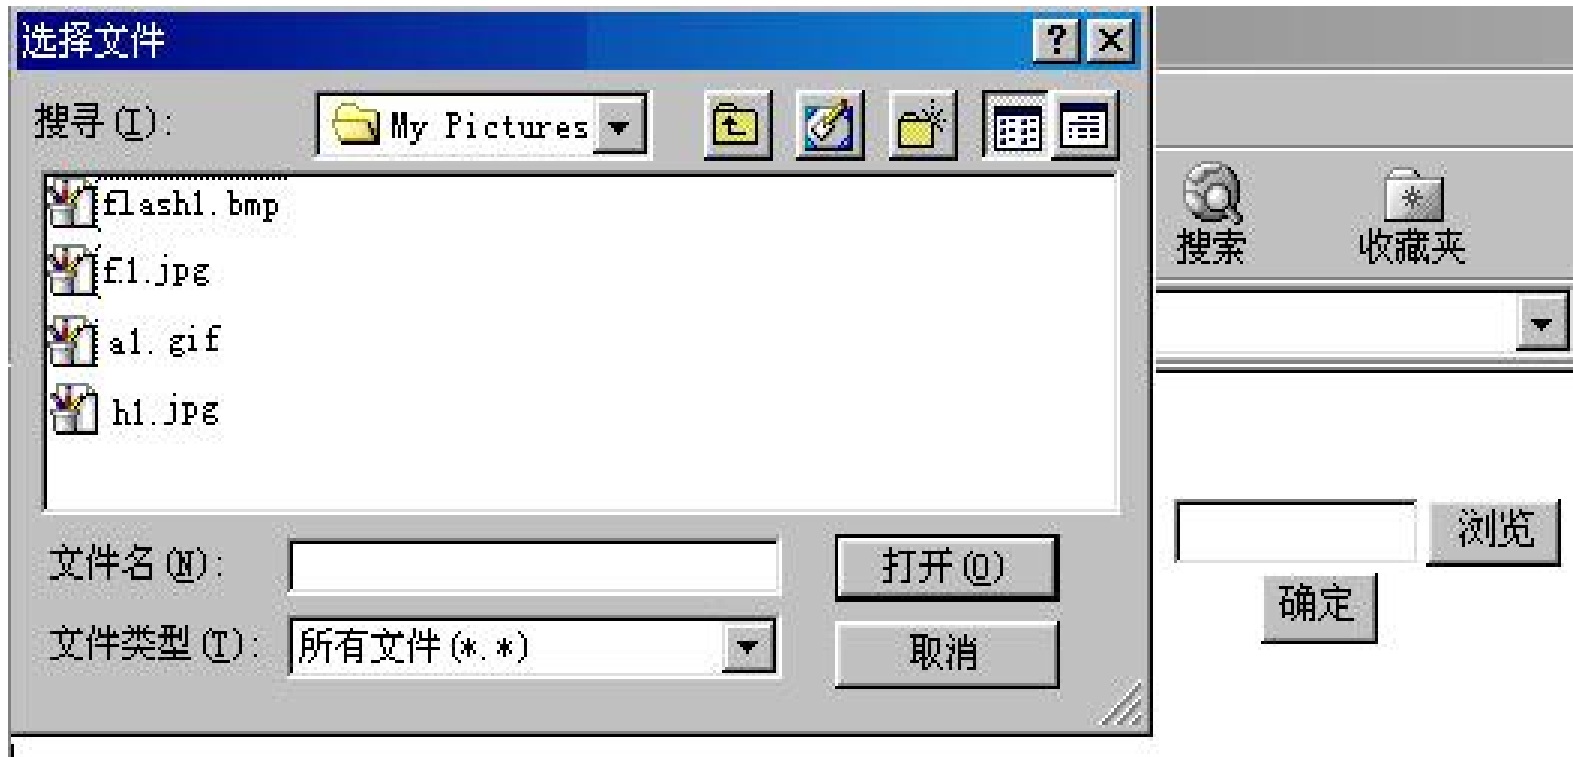 选择文件
搜寻(I): My Pictures
flash1.bmp
f1.jpg
a1.gif
h1.jpg
文件名(N): 打开(O)
文件类型(T): 所有文件(*.*) 取消
搜索 收藏夹
浏览
确定